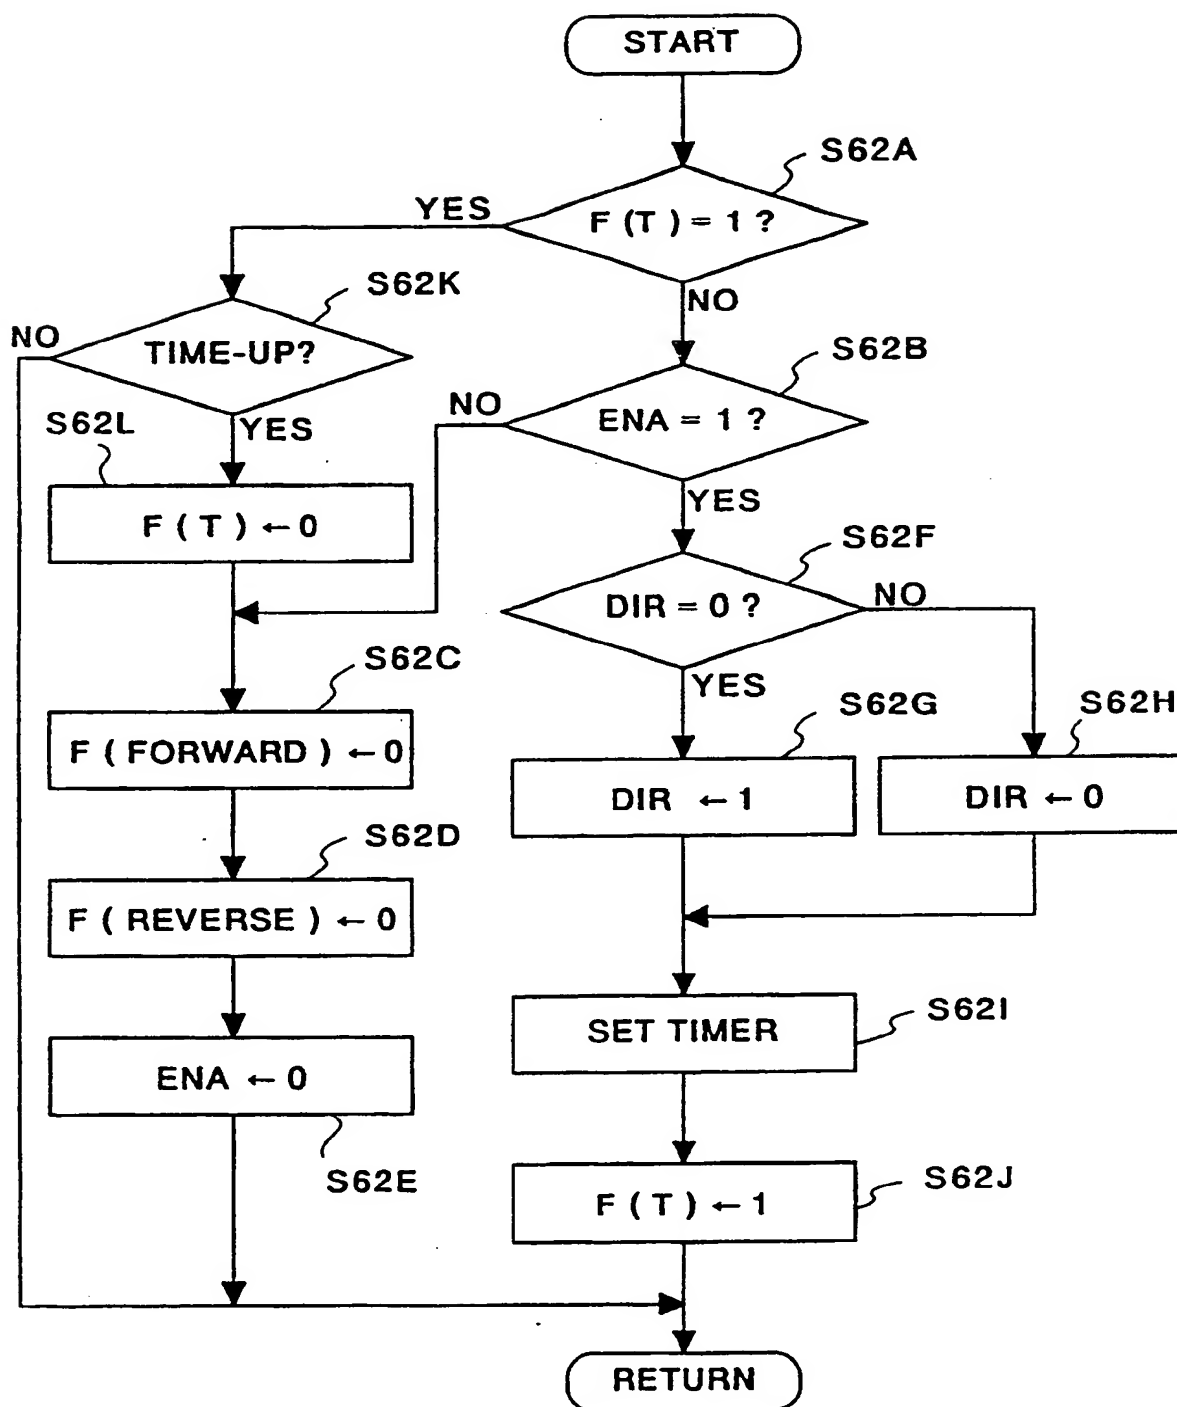 START
S62A
F (T) = 1 ?
YES
NO
S62K
TIME-UP?
NO
YES
S62B
ENA = 1 ?
NO
YES
S62L
F ( T ) ← 0
S62F
DIR = 0 ?
NO
YES
S62C
F ( FORWARD ) ← 0
S62G
DIR ← 1
S62H
DIR ← 0
S62D
F ( REVERSE ) ← 0
S62I
SET TIMER
ENA ← 0
S62E
S62J
F ( T ) ← 1
RETURN